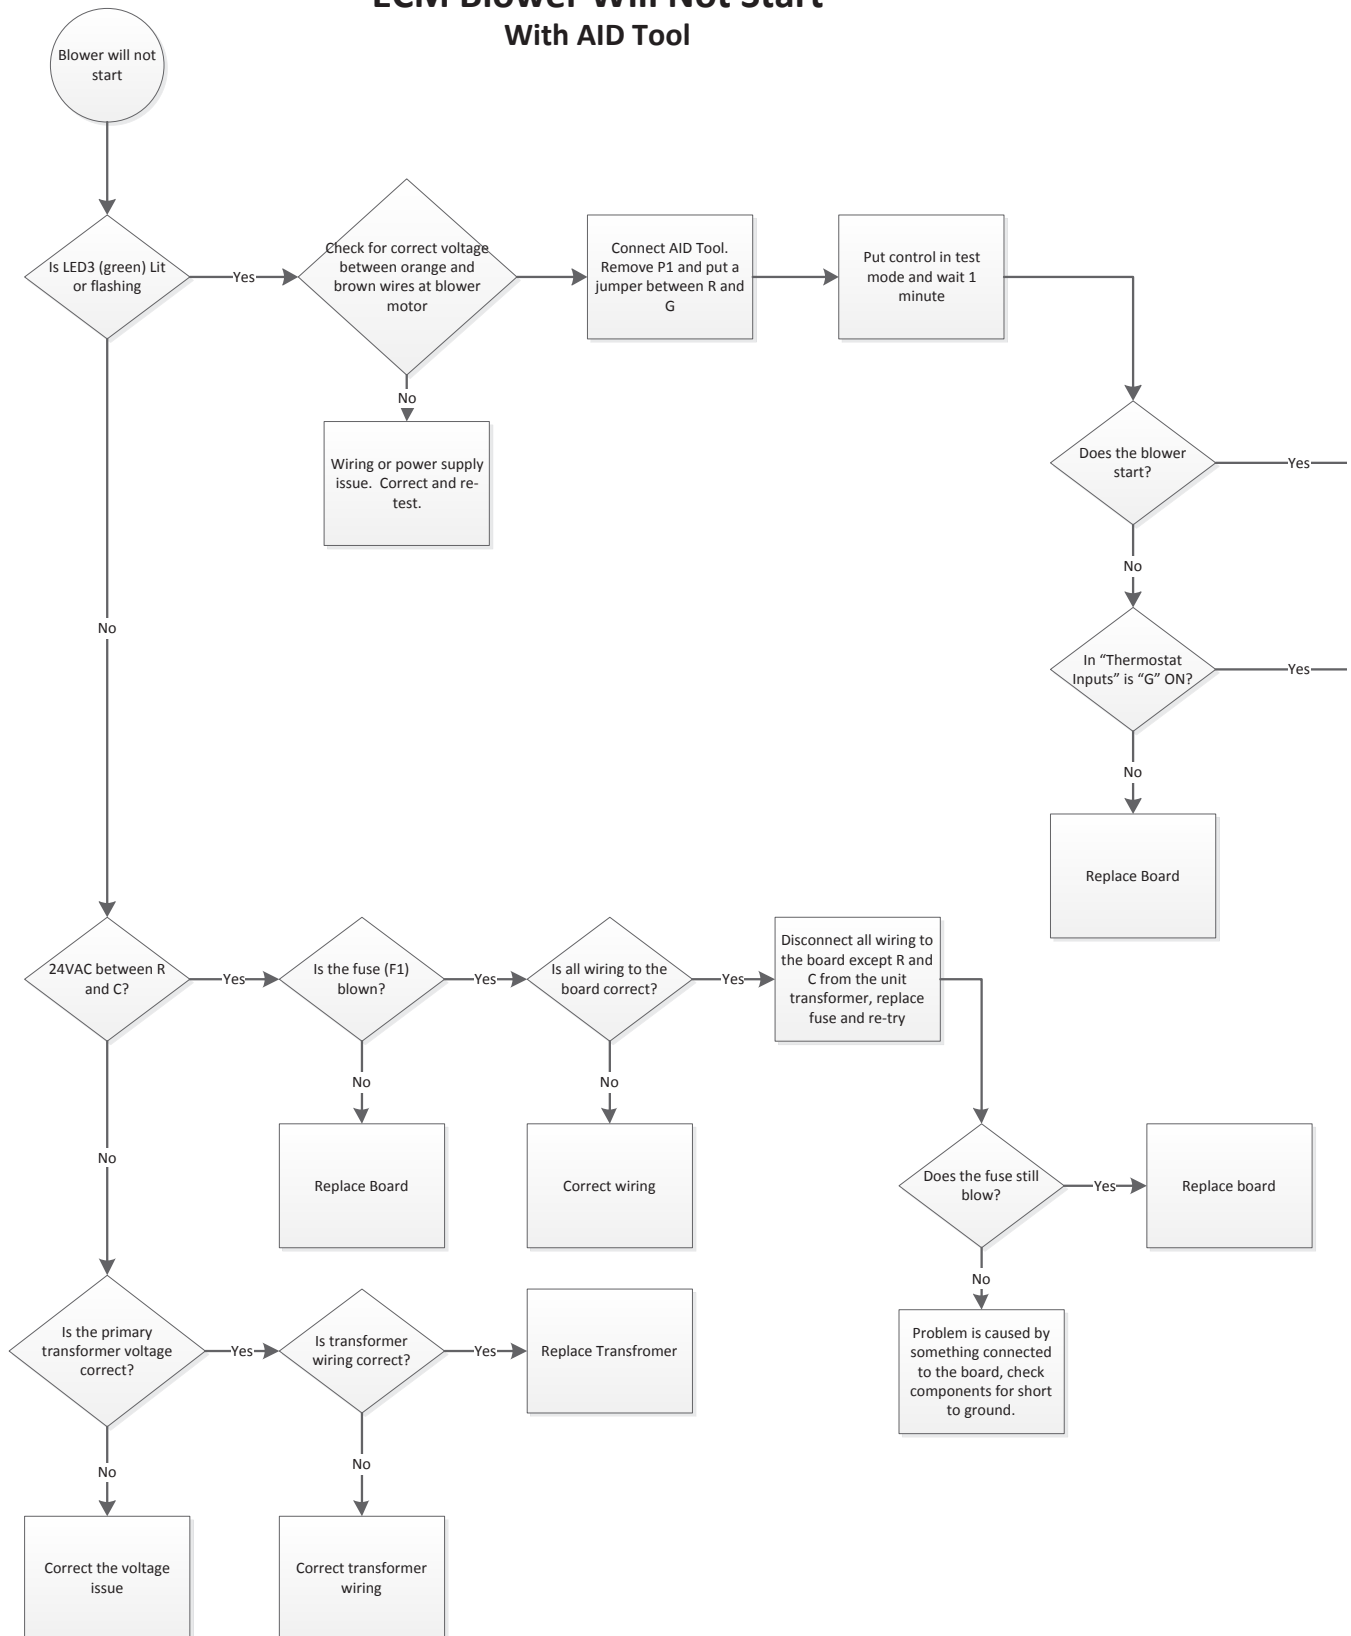 ECM Blower Will Not Start
With AID Tool
Blower will not
start
Is LED3 (green) Lit
or flashing
Yes
Check for correct voltage
between orange and
brown wires at blower
motor
Connect AID Tool.
Remove P1 and put a
jumper between R and
G
Put control in test
mode and wait 1
minute
No
Wiring or power supply
issue.  Correct and re-
test.
Does the blower
start?
Yes
No
No
In “Thermostat
Inputs” is “G” ON?
Yes
No
Replace Board
24VAC between R
and C?
Yes
Is the fuse (F1)
blown?
Yes
Is all wiring to the
board correct?
Yes
Disconnect all wiring to
the board except R and
C from the unit
transformer, replace
fuse and re-try
No
No
No
Replace Board
Correct wiring
Does the fuse still
blow?
Yes
Replace board
No
Problem is caused by
something connected
to the board, check
components for short
to ground.
Is the primary
transformer voltage
correct?
Yes
Is transformer
wiring correct?
Yes
Replace Transfromer
No
No
Correct the voltage
issue
Correct transformer
wiring